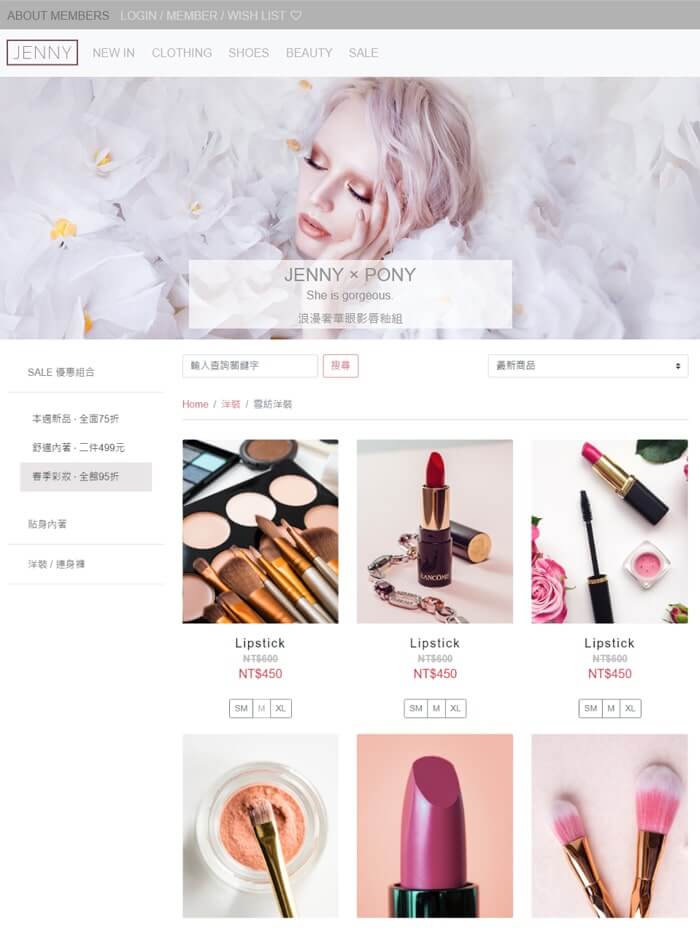 ABOUT MEMBERS LOGIN / MEMBER / WISH LIST ♡
JENNY NEW IN CLOTHING SHOES BEAUTY SALE
JENNY × PONY
She is gorgeous.
浪漫奢華眼影唇釉組
SALE 優惠組合
本週新品 - 全面75折
舒適內著 - 二件499元
春季彩妝 - 全館95折
貼身內著
洋裝 / 連身褲
輸入查詢關鍵字 搜尋 最新商品
Home / 洋裝 / 雪紡洋裝
LANCÔME
Lipstick Lipstick Lipstick
NT$600 NT$600 NT$600
NT$450 NT$450 NT$450
SM M XL SM M XL SM M XL